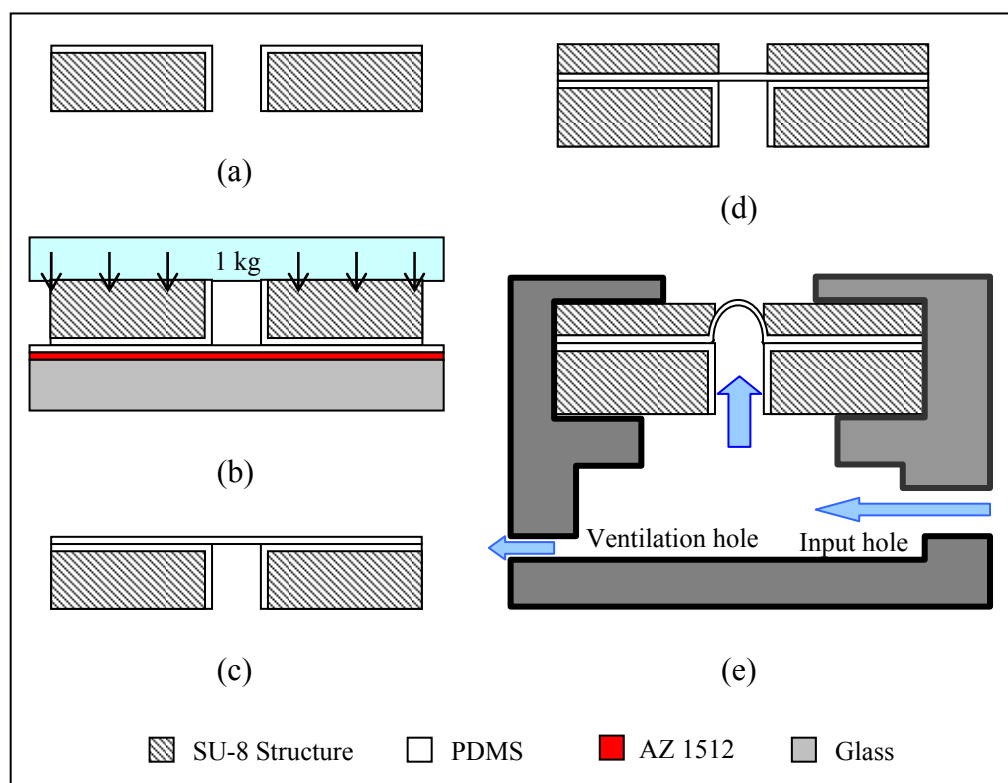 (a)
(d)
1 kg
(b)
Ventilation hole
Input hole
(c)
(e)
SU-8 Structure
PDMS
AZ 1512
Glass